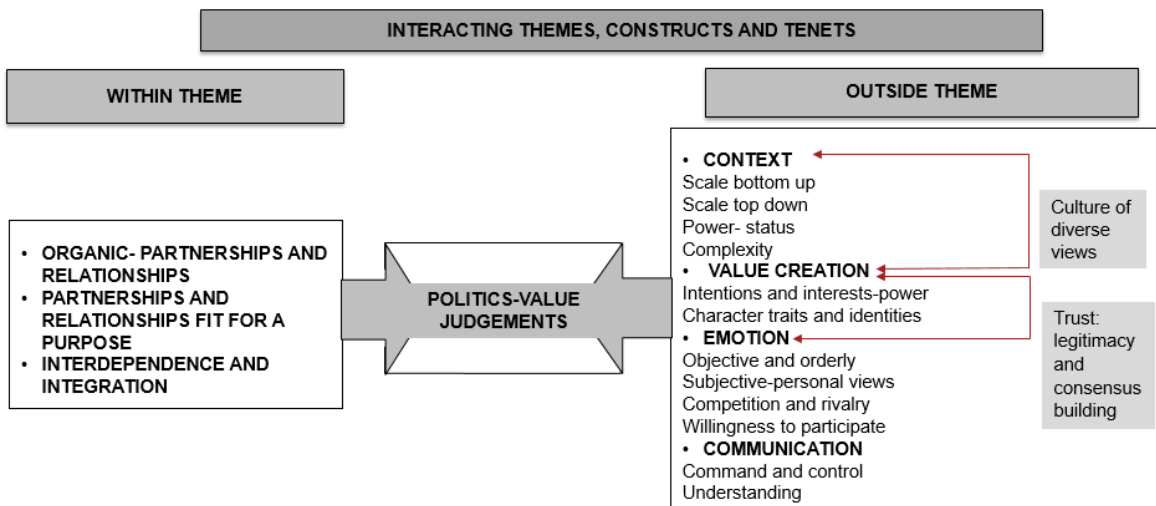 INTERACTING THEMES, CONSTRUCTS AND TENETS
WITHIN THEME
OUTSIDE THEME
• ORGANIC- PARTNERSHIPS AND
RELATIONSHIPS
• PARTNERSHIPS AND
RELATIONSHIPS FIT FOR A
PURPOSE
• INTERDEPENDENCE AND
INTEGRATION
POLITICS-VALUE
JUDGEMENTS
• CONTEXT
Scale bottom up
Scale top down
Power- status
Complexity
• VALUE CREATION
Intentions and interests-power
Character traits and identities
• EMOTION
Objective and orderly
Subjective-personal views
Competition and rivalry
Willingness to participate
• COMMUNICATION
Command and control
Understanding
Culture of
diverse
views
Trust:
legitimacy
and
consensus
building